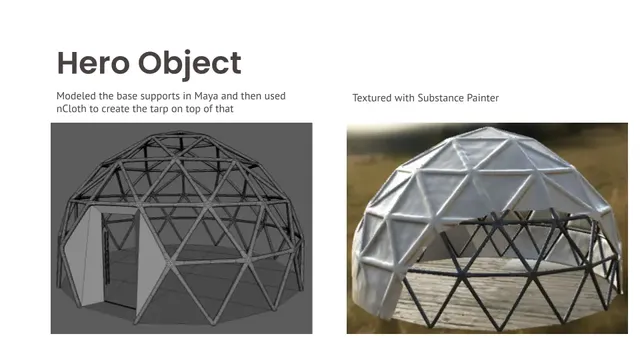 Hero Object
Modeled the base supports in Maya and then used
nCloth to create the tarp on top of that
Textured with Substance Painter